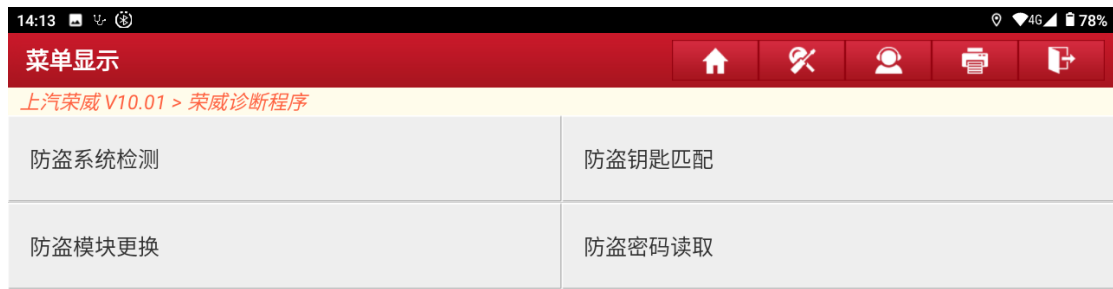 14:13 4G 78%
菜单显示
上汽荣威 V10.01 > 荣威诊断程序
防盗系统检测 防盗钥匙匹配
防盗模块更换 防盗密码读取